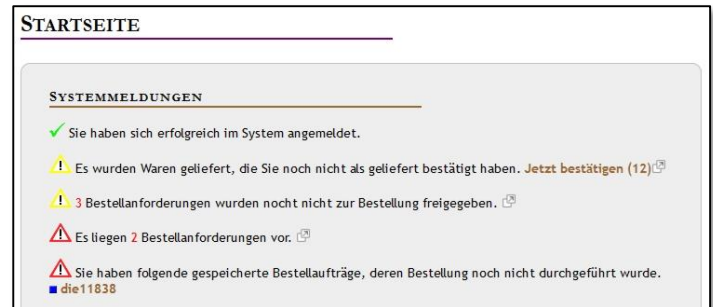 STARTSEITE
SYSTEMMELDUNGEN
Sie haben sich erfolgreich im System angemeldet.
Es wurden Waren geliefert, die Sie noch nicht als geliefert bestätigt haben. Jetzt bestätigen (12)
3 Bestellanforderungen wurden nocht nicht zur Bestellung freigegeben.
Es liegen 2 Bestellanforderungen vor.
Sie haben folgende gespeicherte Bestellaufträge, deren Bestellung noch nicht durchgeführt wurde.
die11838